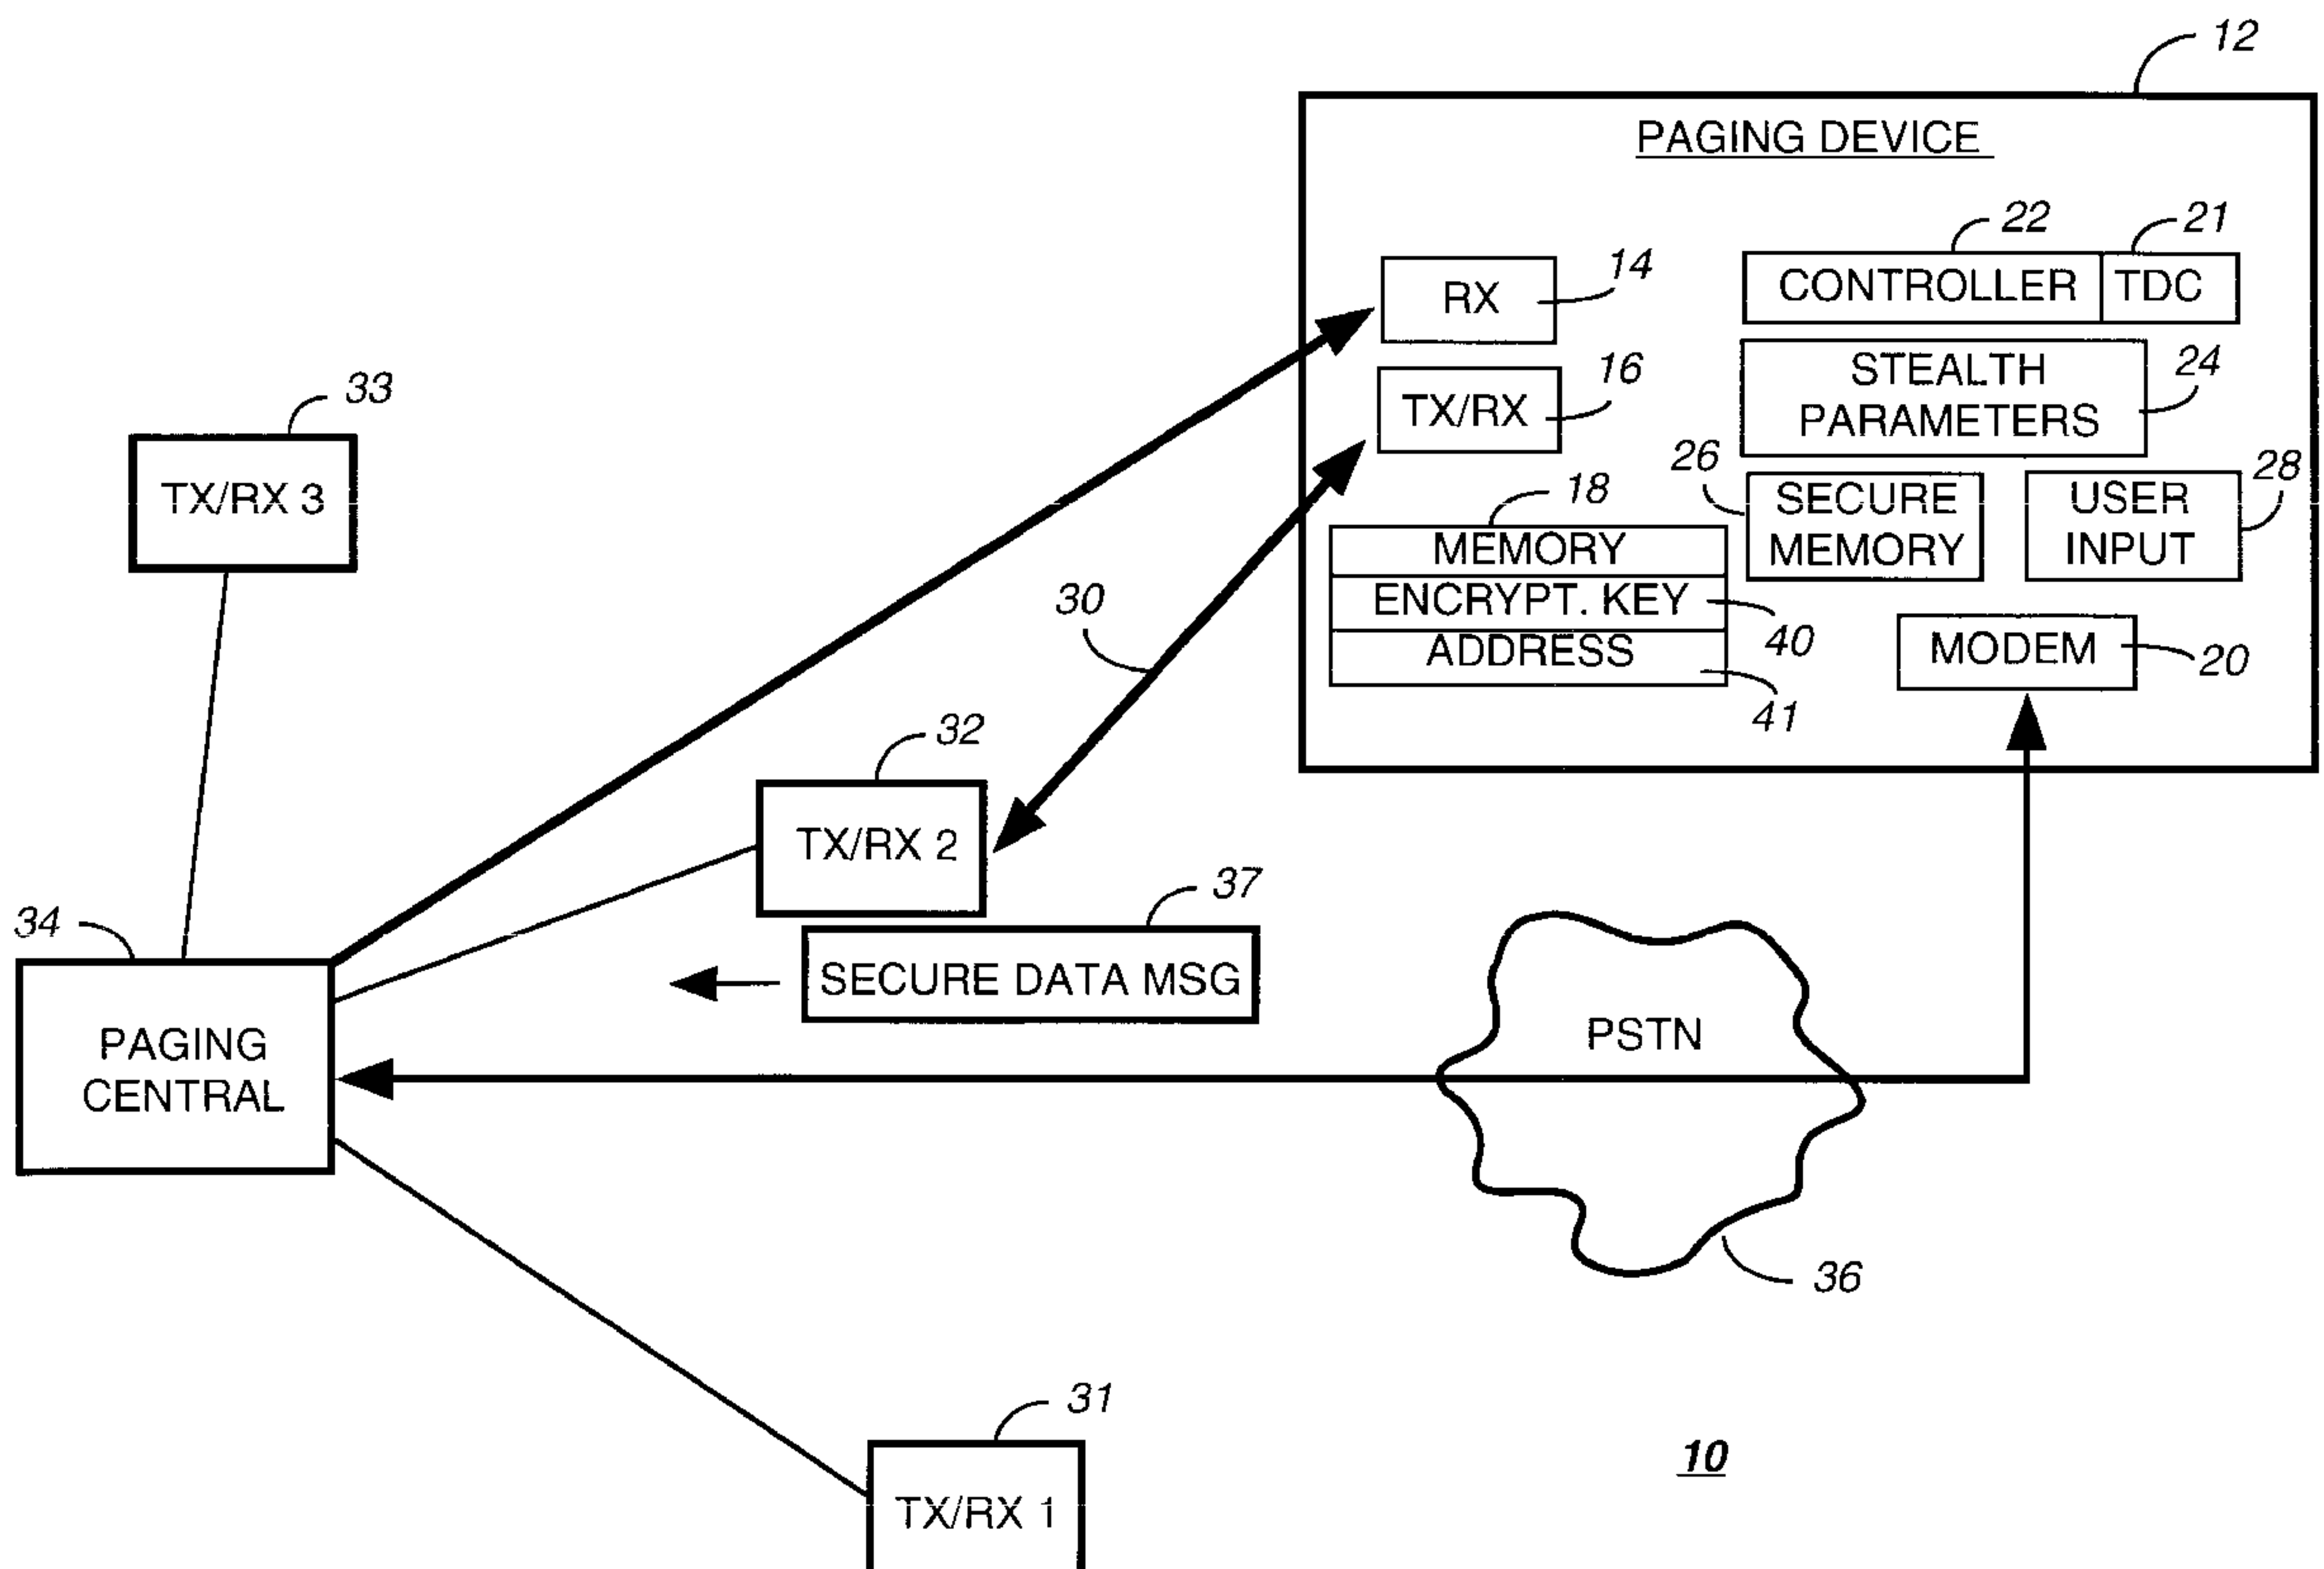 12
PAGING DEVICE
22
21
14
RX
CONTROLLER
TDC
16
TX/RX
STEALTH
PARAMETERS
24
33
TX/RX 3
26
28
18
SECURE
MEMORY
USER
INPUT
MEMORY
ENCRYPT. KEY
ADDRESS
40
41
MODEM
20
30
32
TX/RX 2
37
SECURE DATA MSG
34
PAGING
CENTRAL
PSTN
36
31
TX/RX 1
10